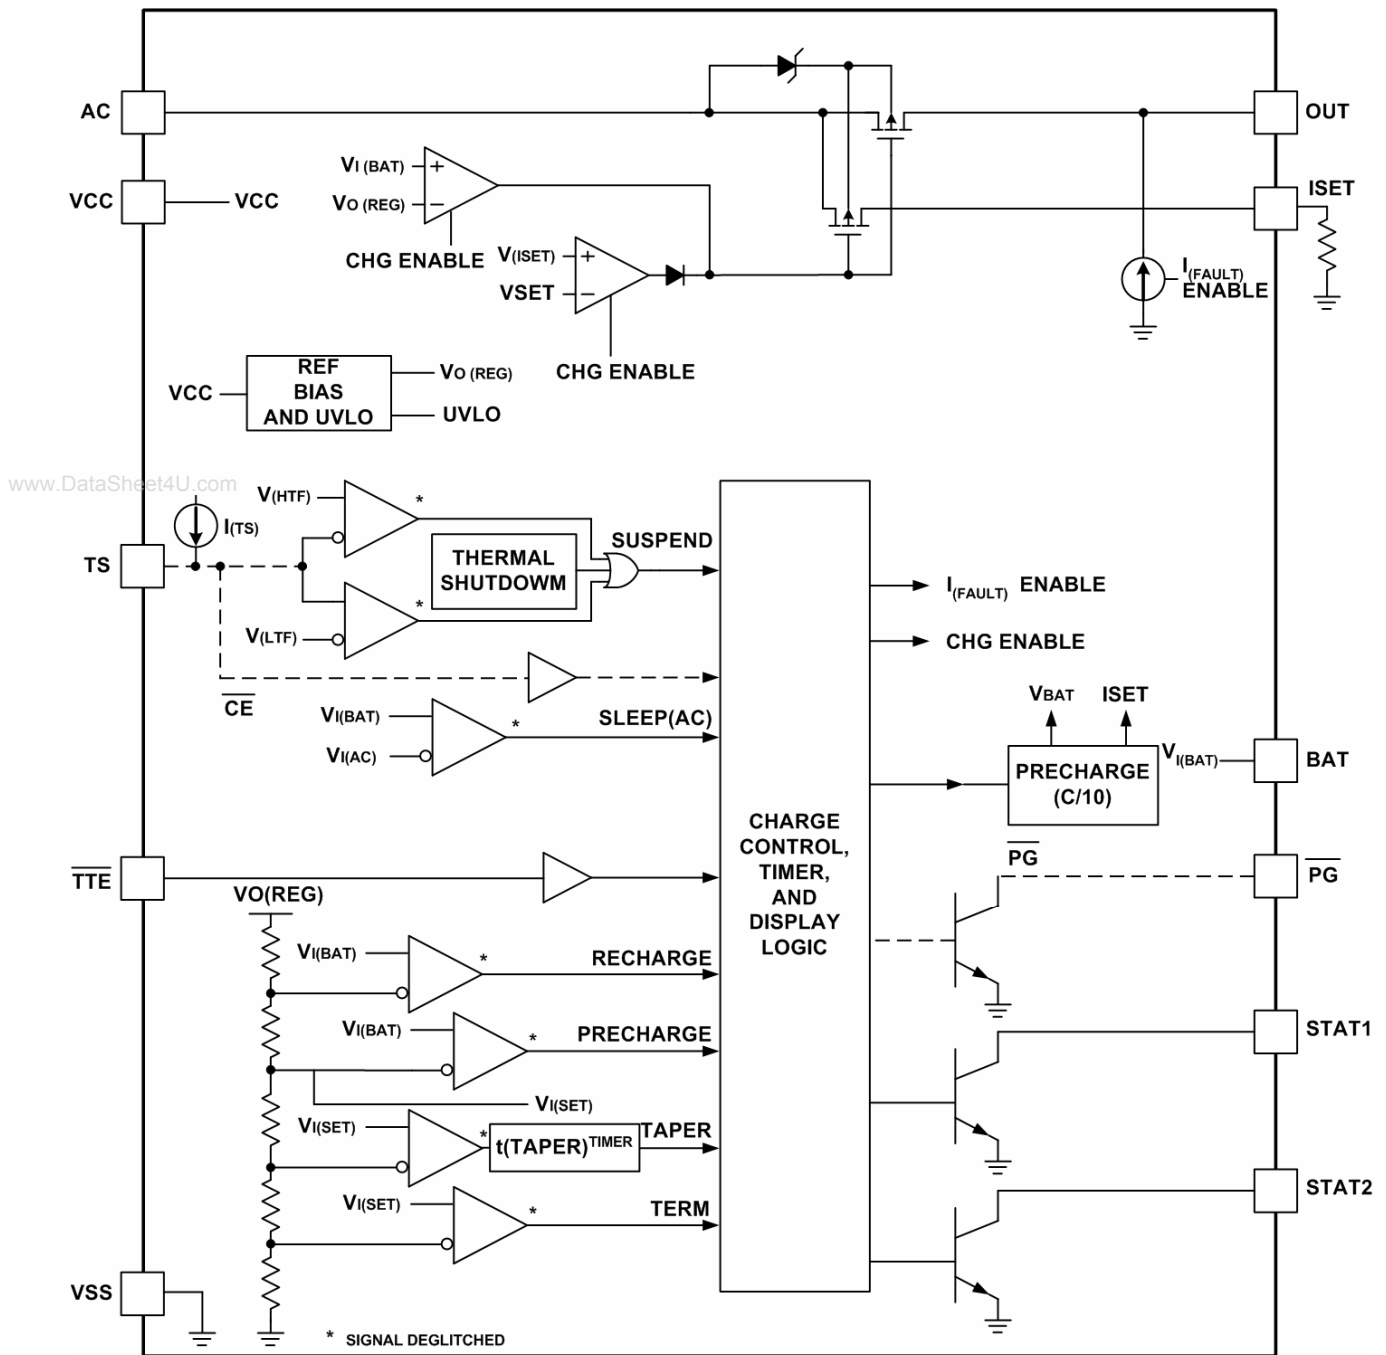 AC
OUT
VI (BAT)
+
VCC
VCC
VO (REG)
−
ISET
CHG ENABLE
V(ISET)
+
VSET
−
I(FAULT)
ENABLE
CHG ENABLE
VCC
REF
BIAS
AND UVLO
VO (REG)
UVLO
www.DataSheet4U.com
V(HTF)
*
I(TS)
TS
THERMAL
SHUTDOWM
SUSPEND
*
V(LTF)
I(FAULT) ENABLE
CHG ENABLE
CE
VI(BAT)
*
SLEEP(AC)
VI(AC)
VBAT
ISET
VI(BAT)
BAT
PRECHARGE
(C/10)
CHARGE
CONTROL,
TIMER,
AND
DISPLAY
LOGIC
PG
PG
TTE
VO(REG)
VI(BAT)
*
RECHARGE
VI(BAT)
*
PRECHARGE
STAT1
VI(SET)
VI(SET)
*
t(TAPER)TIMER
TAPER
VI(SET)
*
TERM
STAT2
VSS
* SIGNAL DEGLITCHED